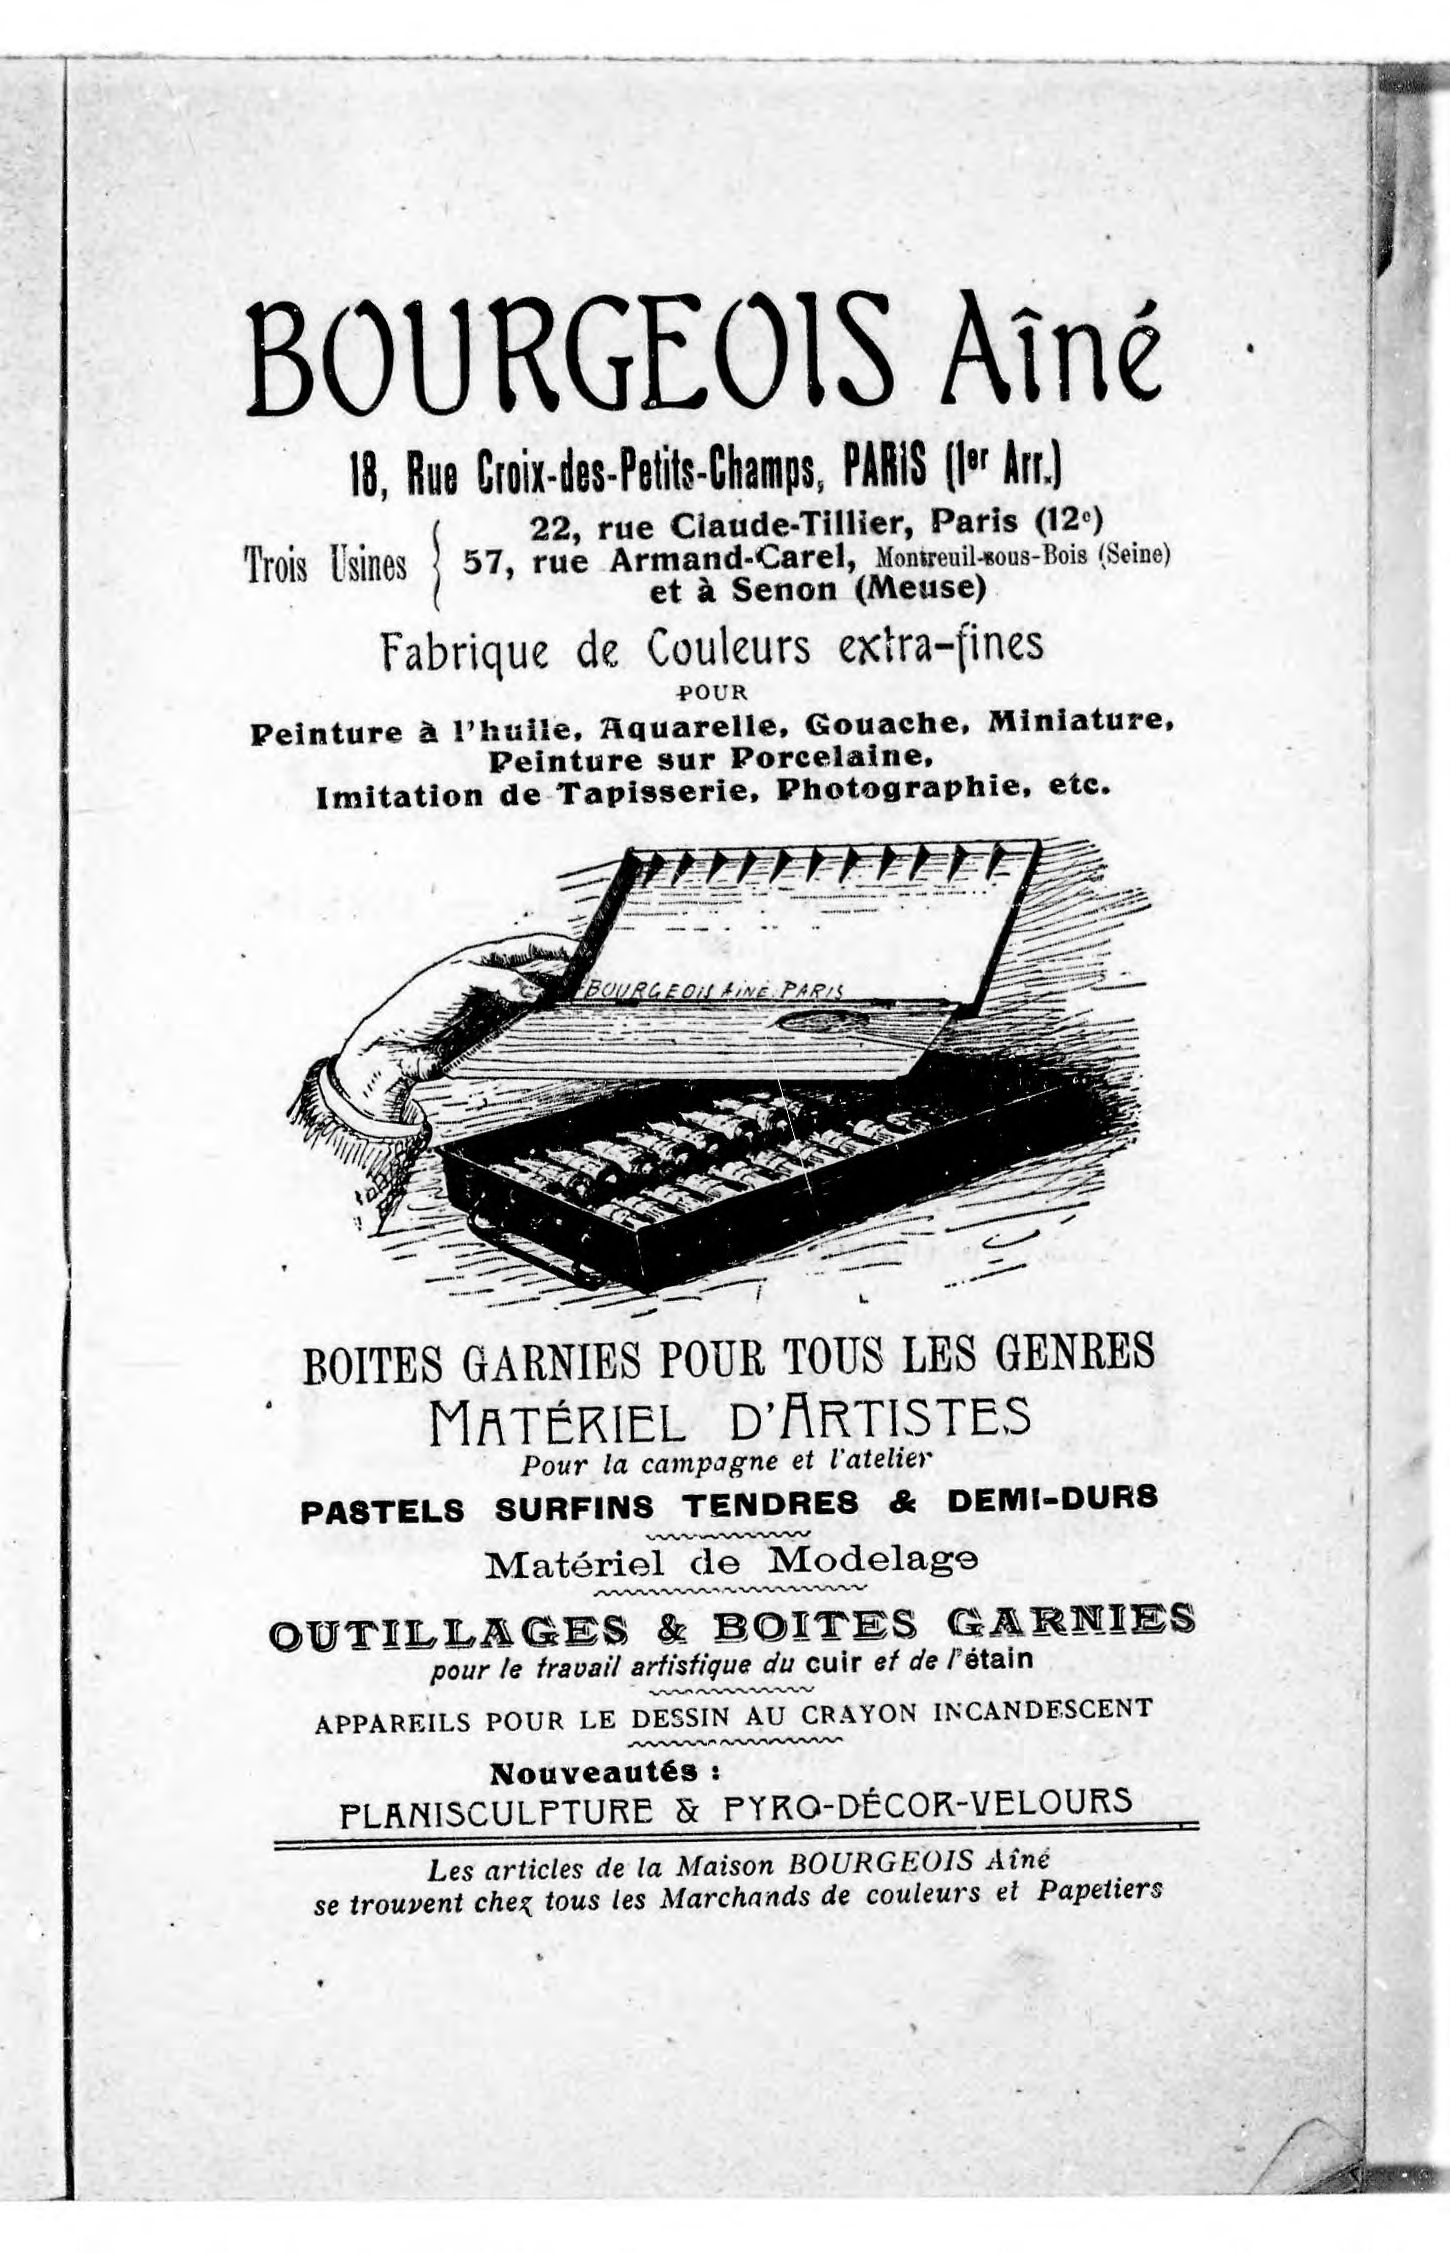 BOURGEOIS Aîné
18, Rue Croix-des-Petits-Champs, PARIS (1er Arr.)
Trois Usines { 22, rue Claude-Tillier, Paris (12e)
57, rue Armand-Carel, Montreuil-sous-Bois (Seine)
et à Senon (Meuse)
Fabrique de Couleurs extra-fines
POUR
Peinture à l'huile, Aquarelle, Gouache, Miniature,
Peinture sur Porcelaine,
Imitation de Tapisserie, Photographie, etc.
BOURGEOIS AINÉ PARIS
BOITES GARNIES POUR TOUS LES GENRES
MATÉRIEL D'ARTISTES
Pour la campagne et l'atelier
PASTELS SURFINS TENDRES & DEMI-DURS
Matériel de Modelage
OUTILLAGES & BOITES GARNIES
pour le travail artistique du cuir et de l'étain
APPAREILS POUR LE DESSIN AU CRAYON INCANDESCENT
Nouveautés :
PLANISCULPTURE & PYRO-DÉCOR-VELOURS
Les articles de la Maison BOURGEOIS Aîné
se trouvent chez tous les Marchands de couleurs et Papetiers